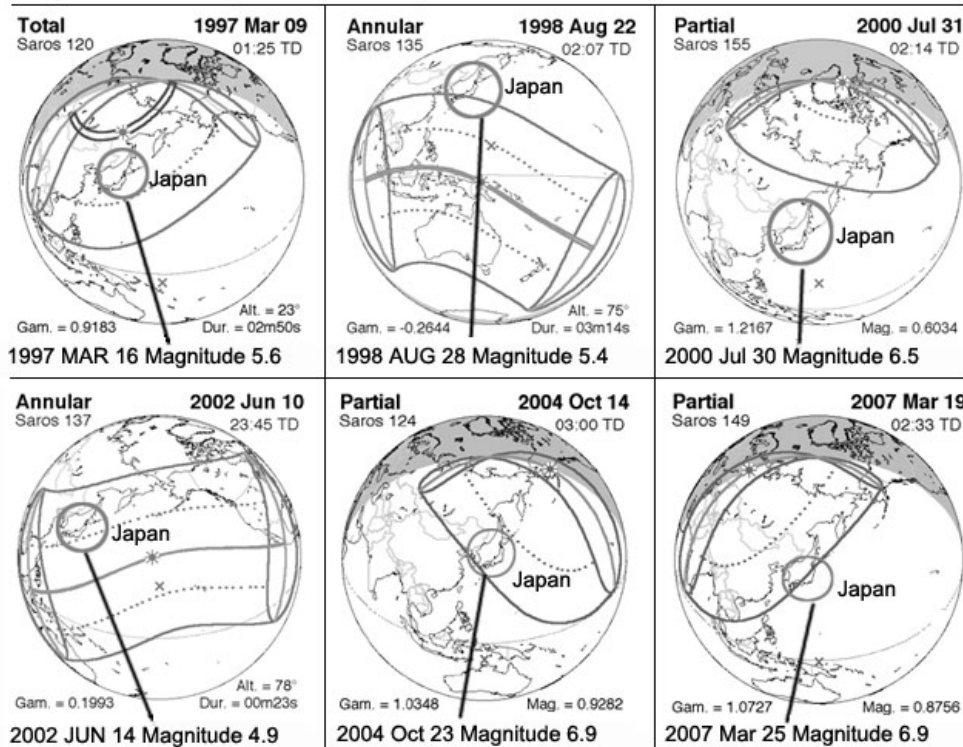 Total 1997 Mar 09
Saros 120 01:25 TD
Japan
Alt. = 23°
Gam. = 0.9183 Dur. = 02m50s
1997 MAR 16 Magnitude 5.6
Annular 1998 Aug 22
Saros 135 02:07 TD
Japan
Alt. = 75°
Gam. = -0.2644 Dur. = 03m14s
1998 AUG 28 Magnitude 5.4
Partial 2000 Jul 31
Saros 155 02:14 TD
Japan
Gam. = 1.2167 Mag. = 0.6034
2000 Jul 30 Magnitude 6.5
Annular 2002 Jun 10
Saros 137 23:45 TD
Japan
Alt. = 78°
Gam. = 0.1993 Dur. = 00m23s
2002 JUN 14 Magnitude 4.9
Partial 2004 Oct 14
Saros 124 03:00 TD
Japan
Gam. = 1.0348 Mag. = 0.9282
2004 Oct 23 Magnitude 6.9
Partial 2007 Mar 19
Saros 149 02:33 TD
Japan
Gam. = 1.0727 Mag. = 0.8756
2007 Mar 25 Magnitude 6.9